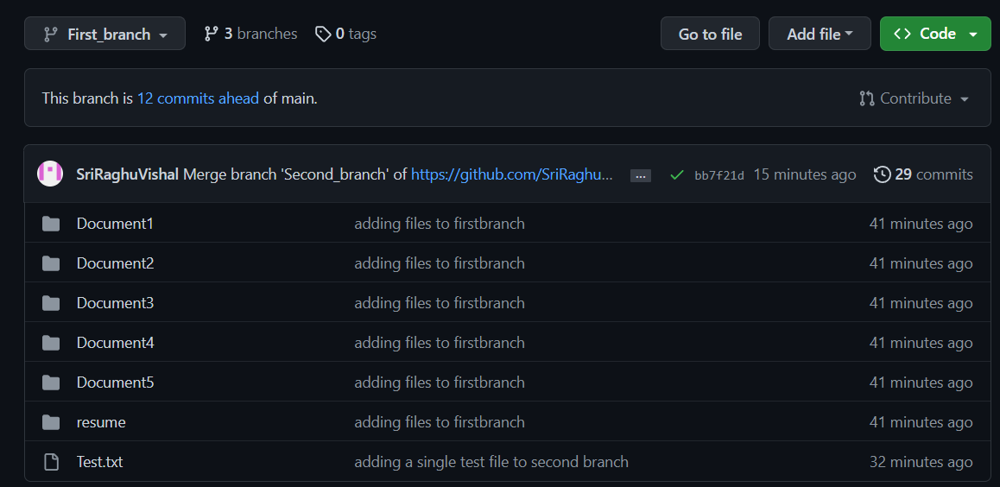 First_branch 3 branches 0 tags Go to file Add file Code
This branch is 12 commits ahead of main. Contribute
SriRaghuVishal Merge branch 'Second_branch' of https://github.com/SriRaghu... ... bb7f21d 15 minutes ago 29 commits
Document1 adding files to firstbranch 41 minutes ago
Document2 adding files to firstbranch 41 minutes ago
Document3 adding files to firstbranch 41 minutes ago
Document4 adding files to firstbranch 41 minutes ago
Document5 adding files to firstbranch 41 minutes ago
resume adding files to firstbranch 41 minutes ago
Test.txt adding a single test file to second branch 32 minutes ago